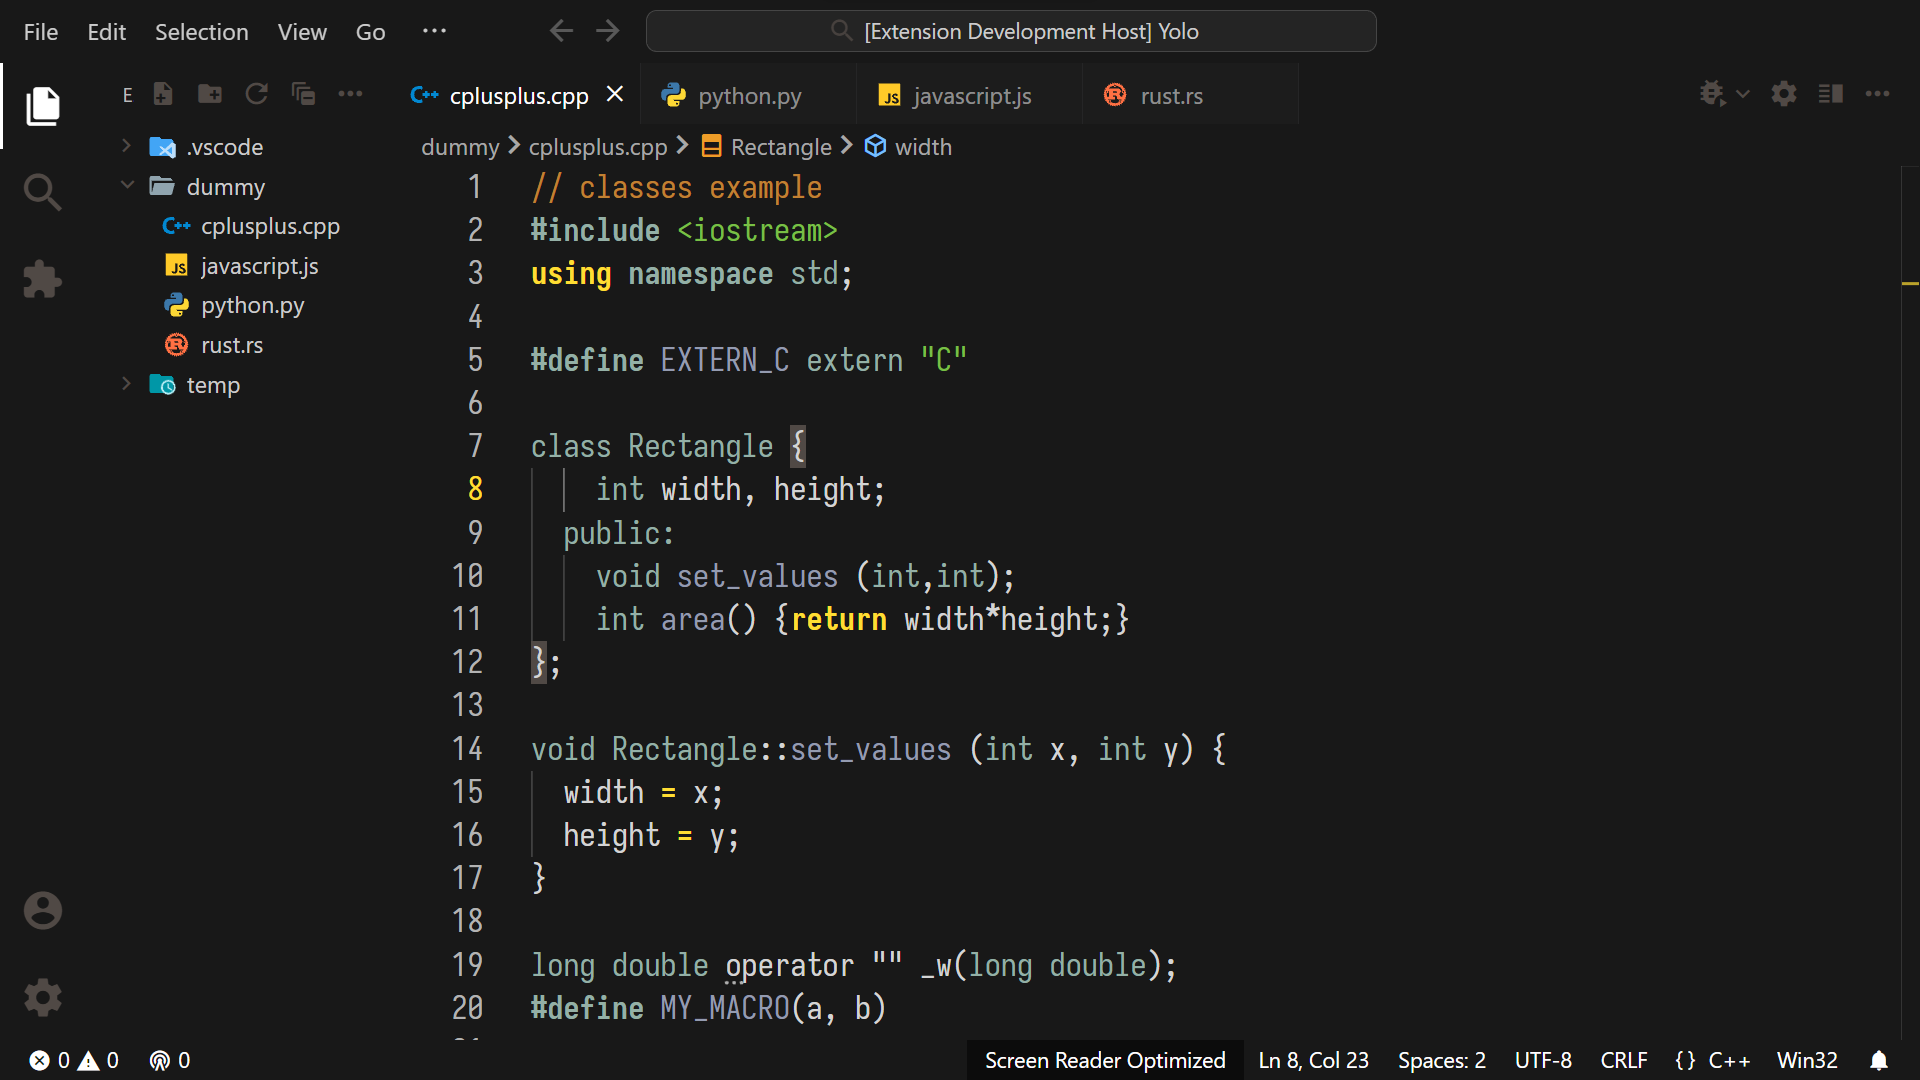 File Edit Selection View Go ··· [Extension Development Host] Yolo
E cplusplus.cpp python.py javascript.js rust.rs
dummy > cplusplus.cpp > Rectangle > width
.vscode
dummy
cplusplus.cpp
javascript.js
python.py
rust.rs
temp
1 // classes example
2 #include <iostream>
3 using namespace std;
4
5 #define EXTERN_C extern "C"
6
7 class Rectangle {
8 int width, height;
9 public:
10 void set_values (int,int);
11 int area() {return width*height;}
12 };
13
14 void Rectangle::set_values (int x, int y) {
15 width = x;
16 height = y;
17 }
18
19 long double operator "" _w(long double);
20 #define MY_MACRO(a, b)
0 0 0 Screen Reader Optimized Ln 8, Col 23 Spaces: 2 UTF-8 CRLF {} C++ Win32